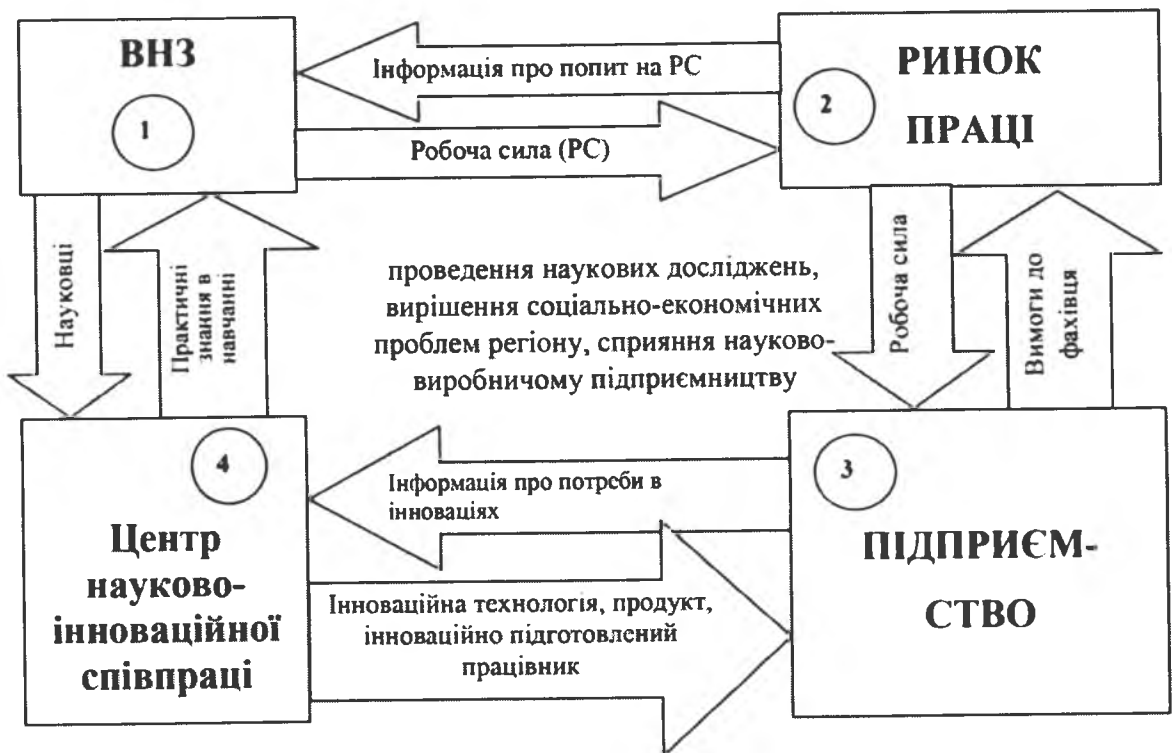 ВНЗ
1
Інформація про попит на РС
Робоча сила (РС)
РИНОК
ПРАЦІ
2
Науковці
Практичні
знання в
навчанні
проведення наукових досліджень,
вирішення соціально-економічних
проблем регіону, сприяння науково-
виробничому підприємництву
Робоча сила
Вимоги до
фахівця
4
Центр
науково-
інноваційної
співпраці
Інформація про потреби в
інноваціях
Інноваційна технологія, продукт,
інноваційно підготовлений
працівник
3
ПІДПРИЄМ-
СТВО